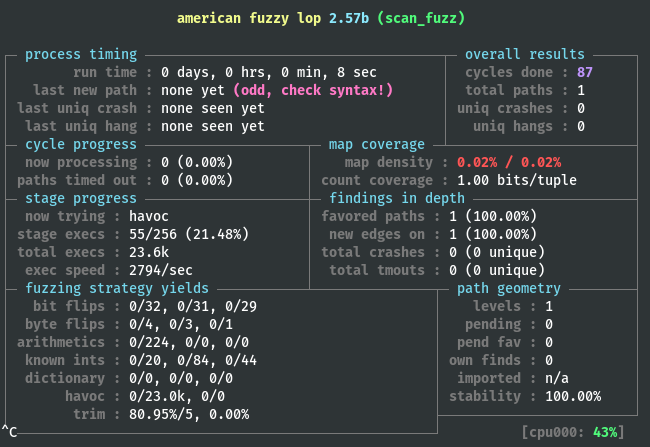 american fuzzy lop 2.57b (scan_fuzz)
process timing overall results
run time : 0 days, 0 hrs, 0 min, 8 sec cycles done : 87
last new path : none yet (odd, check syntax!) total paths : 1
last uniq crash : none seen yet uniq crashes : 0
last uniq hang : none seen yet uniq hangs : 0
cycle progress map coverage
now processing : 0 (0.00%) map density : 0.02% / 0.02%
paths timed out : 0 (0.00%) count coverage : 1.00 bits/tuple
stage progress findings in depth
now trying : havoc favored paths : 1 (100.00%)
stage execs : 55/256 (21.48%) new edges on : 1 (100.00%)
total execs : 23.6k total crashes : 0 (0 unique)
exec speed : 2794/sec total tmouts : 0 (0 unique)
fuzzing strategy yields path geometry
bit flips : 0/32, 0/31, 0/29 levels : 1
byte flips : 0/4, 0/3, 0/1 pending : 0
arithmetics : 0/224, 0/0, 0/0 pend fav : 0
known ints : 0/20, 0/84, 0/44 own finds : 0
dictionary : 0/0, 0/0, 0/0 imported : n/a
havoc : 0/23.0k, 0/0 stability : 100.00%
trim : 80.95%/5, 0.00%
^C [cpu000: 43%]